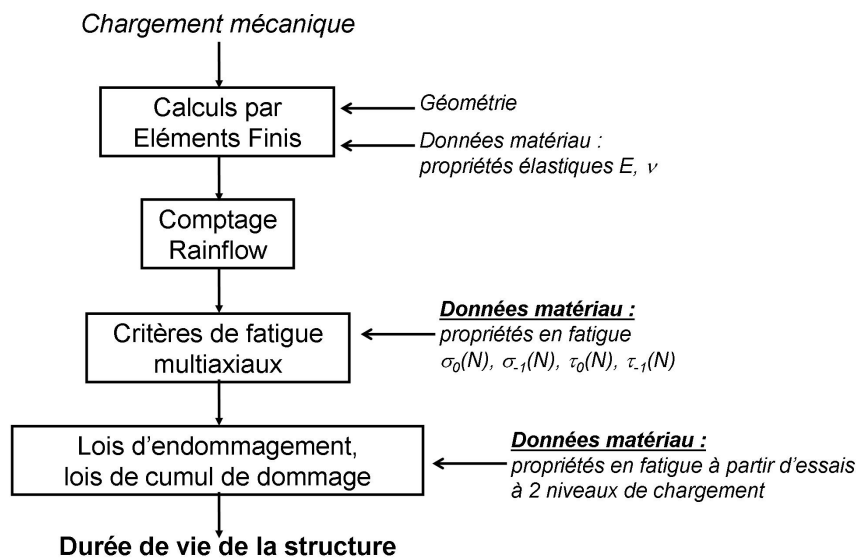 Chargement mécanique
Calculs par
Eléments Finis
Géométrie
Données matériau :
propriétés élastiques E, ν
Comptage
Rainflow
Critères de fatigue
multiaxiaux
Données matériau :
propriétés en fatigue
σ₀(N), σ₋₁(N), τ₀(N), τ₋₁(N)
Lois d'endommagement,
lois de cumul de dommage
Données matériau :
propriétés en fatigue à partir d'essais
à 2 niveaux de chargement
Durée de vie de la structure